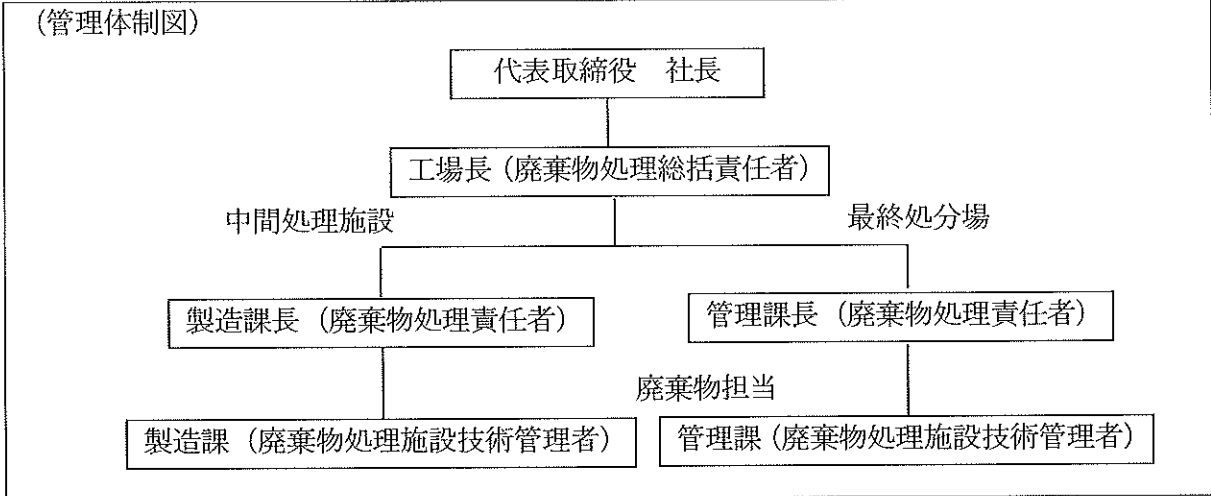 (管理体制図)
代表取締役 社長
工場長(廃棄物処理総括責任者)
中間処理施設
最終処分場
製造課長(廃棄物処理責任者)
管理課長(廃棄物処理責任者)
廃棄物担当
製造課(廃棄物処理施設技術管理者)
管理課(廃棄物処理施設技術管理者)